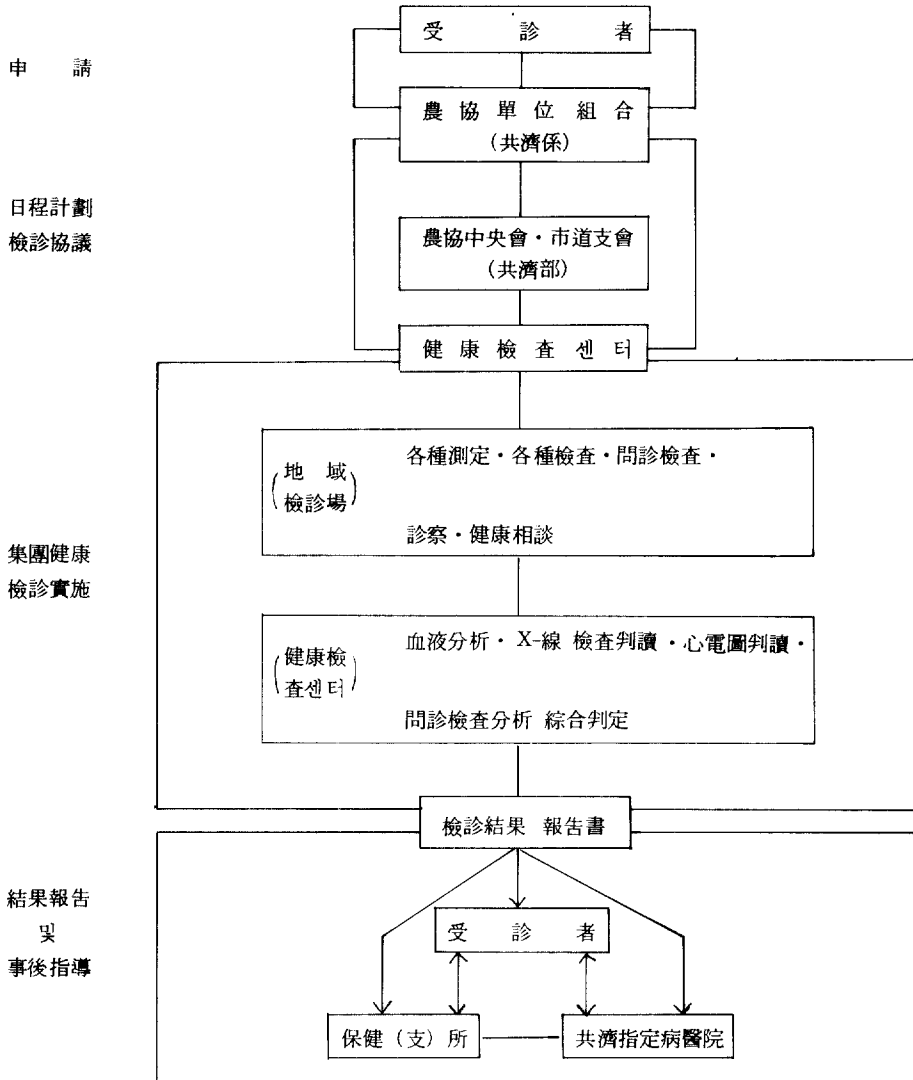 受診者
申請
農協單位組合
(共濟係)
日程計劃
檢診協議
農協中央會・市道支會
(共濟部)
健康檢査센터
地域
檢診場
各種測定・各種檢査・問診檢査・
診察・健康相談
集團健康
檢診實施
健康檢
査센터
血液分析・X-線 檢査判讀・心電圖判讀・
問診檢査分析 綜合判定
檢診結果 報告書
結果報告
및
事後指導
受診者
保健(支)所
共濟指定病醫院